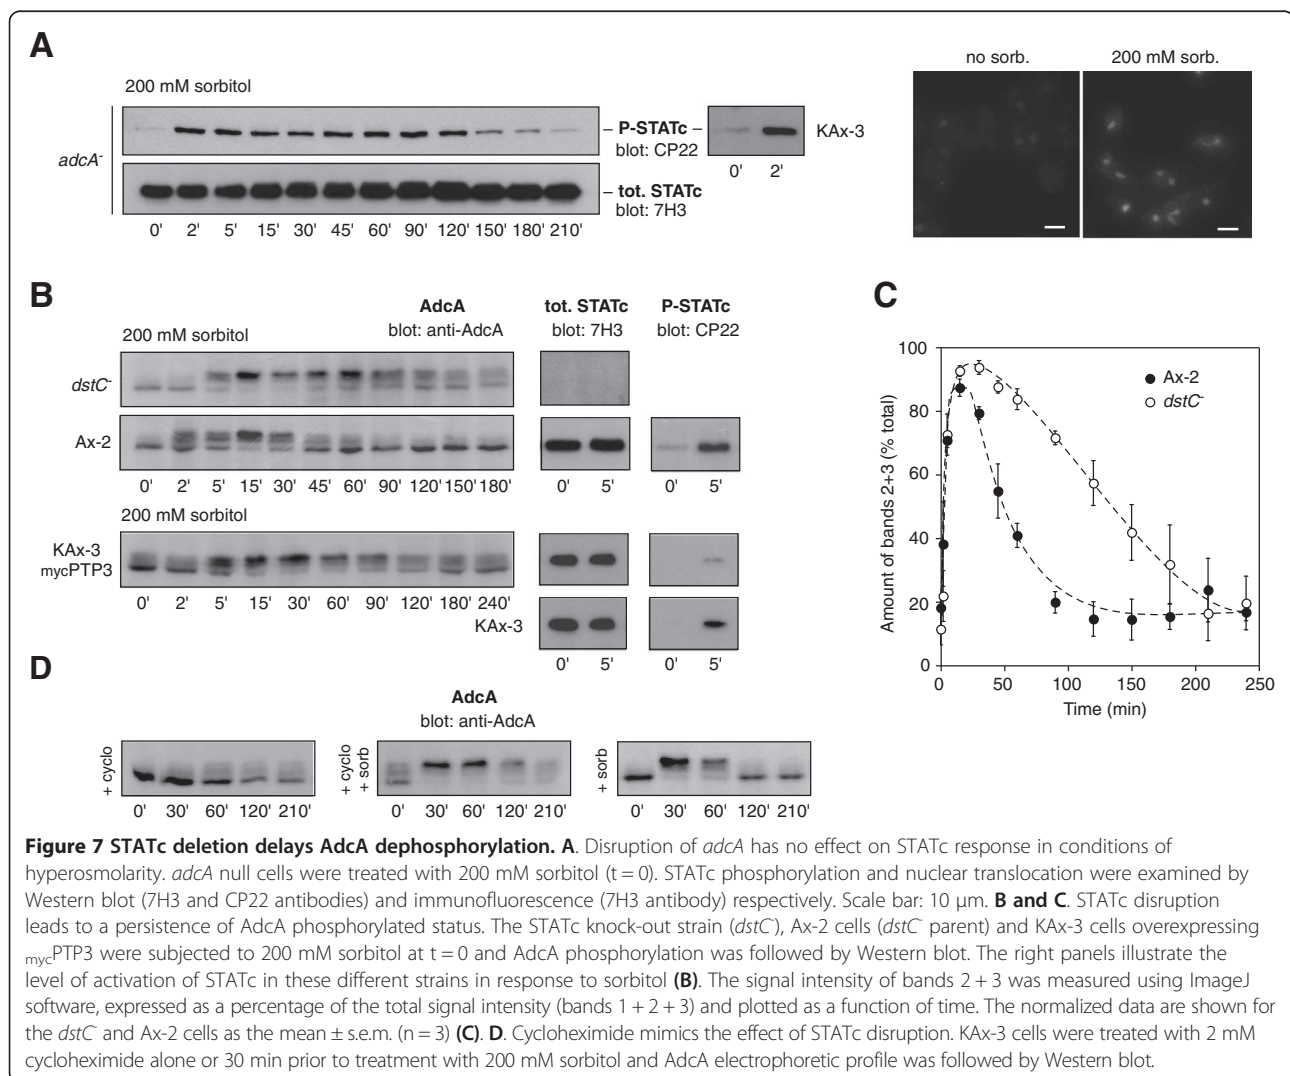 A
200 mM sorbitol
adcA-
P-STATc
blot: CP22
tot. STATc
blot: 7H3
0' 2' 5' 15' 30' 45' 60' 90' 120' 150' 180' 210'
KAx-3
0' 2'
no sorb. 200 mM sorb.
B
200 mM sorbitol
AdcA
blot: anti-AdcA
tot. STATc
blot: 7H3
P-STATc
blot: CP22
dstC-
Ax-2
0' 2' 5' 15' 30' 45' 60' 90' 120' 150' 180'
0' 5'
0' 5'
200 mM sorbitol
KAx-3
mycPTP3
0' 2' 5' 15' 30' 60' 90' 120' 180' 240'
KAx-3
0' 5'
0' 5'
C
Amount of bands 2+3 (% total)
100
80
60
40
20
0
0 50 100 150 200 250
Time (min)
Ax-2
dstC-
D
AdcA
blot: anti-AdcA
+ cyclo
0' 30' 60' 120' 210'
+ cyclo
+ sorb
0' 30' 60' 120' 210'
+ sorb
0' 30' 60' 120' 210'
Figure 7 STATc deletion delays AdcA dephosphorylation. A. Disruption of adcA has no effect on STATc response in conditions of
hyperosmolarity. adcA null cells were treated with 200 mM sorbitol (t = 0). STATc phosphorylation and nuclear translocation were examined by
Western blot (7H3 and CP22 antibodies) and immunofluorescence (7H3 antibody) respectively. Scale bar: 10 μm. B and C. STATc disruption
leads to a persistence of AdcA phosphorylated status. The STATc knock-out strain (dstC-), Ax-2 cells (dstC- parent) and KAx-3 cells overexpressing
mycPTP3 were subjected to 200 mM sorbitol at t = 0 and AdcA phosphorylation was followed by Western blot. The right panels illustrate the
level of activation of STATc in these different strains in response to sorbitol (B). The signal intensity of bands 2 + 3 was measured using ImageJ
software, expressed as a percentage of the total signal intensity (bands 1 + 2 + 3) and plotted as a function of time. The normalized data are shown for
the dstC- and Ax-2 cells as the mean ± s.e.m. (n = 3) (C). D. Cycloheximide mimics the effect of STATc disruption. KAx-3 cells were treated with 2 mM
cycloheximide alone or 30 min prior to treatment with 200 mM sorbitol and AdcA electrophoretic profile was followed by Western blot.